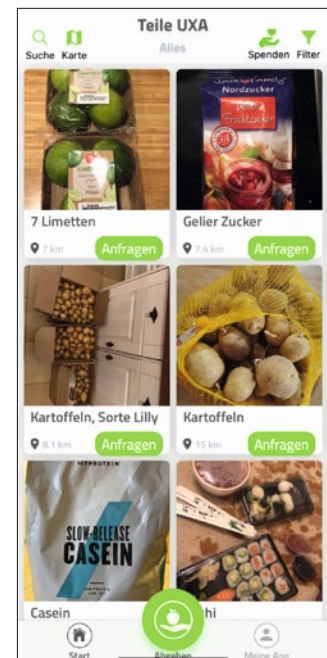 Teile UXA
Alles
Suche Karte
Spenden Filter
Nordzucker
7 Limetten
7 km
Anfragen
Gelier Zucker
7.4 km
Anfragen
Kartoffeln, Sorte Lilly
8.1 km
Anfragen
Kartoffeln
15 km
Anfragen
MYPROTEIN
SLOW-RELEASE
CASEIN
Casein
hi
Start
Abgeben
Meine App